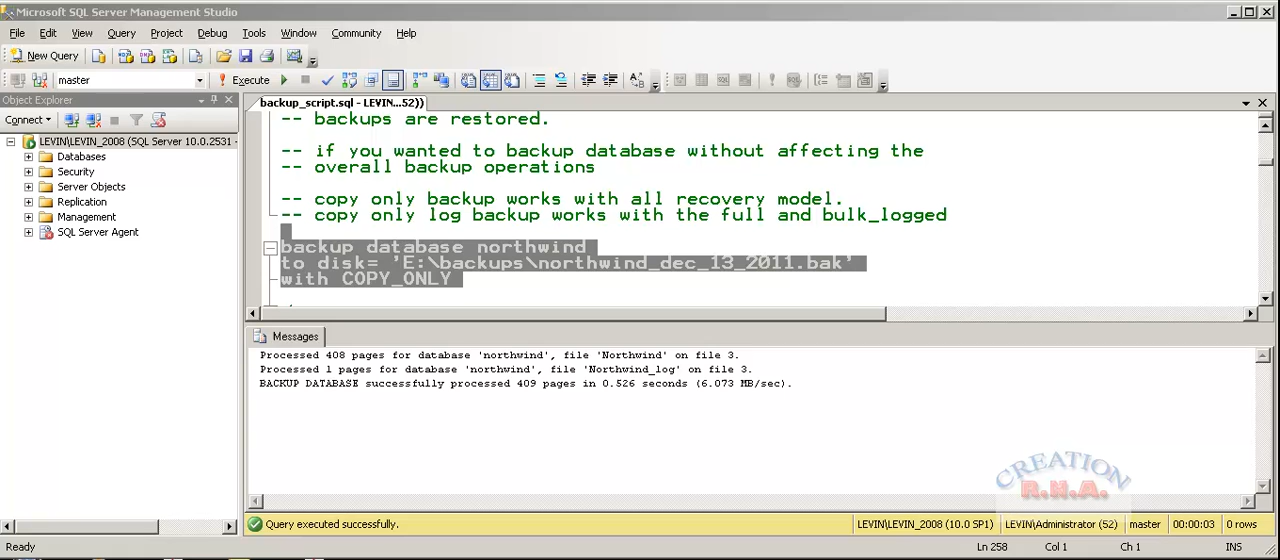 Microsoft SQL Server Management Studio
File Edit View Query Project Debug Tools Window Community Help
New Query
master
Execute
Object Explorer
backup_script.sql - LEVIN...52))
Connect
LEVIN\LEVIN_2008 (SQL Server 10.0.2531 -
Databases
Security
Server Objects
Replication
Management
SQL Server Agent
-- backups are restored.
-- if you wanted to backup database without affecting the
-- overall backup operations
-- copy only backup works with all recovery model.
-- copy only log backup works with the full and bulk_logged
backup database northwind
to disk= 'E:\backups\northwind_dec_13_2011.bak'
with COPY_ONLY
Messages
Processed 408 pages for database 'northwind', file 'Northwind' on file 3.
Processed 1 pages for database 'northwind', file 'Northwind_log' on file 3.
BACKUP DATABASE successfully processed 409 pages in 0.526 seconds (6.073 MB/sec).
CREATION
R.N.A.
Query executed successfully.
LEVIN\LEVIN_2008 (10.0 SP1) LEVIN\Administrator (52) master 00:00:03 0 rows
Ready
Ln 258 Col 1 Ch 1 INS